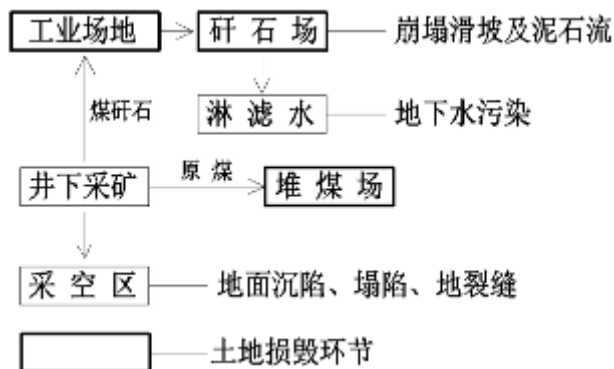 工业场地 矸石场 崩塌滑坡及泥石流
煤矸石
淋滤水 地下水污染
井下采矿 原煤 堆煤场
采空区 地面沉陷、塌陷、地裂缝
土地损毁环节